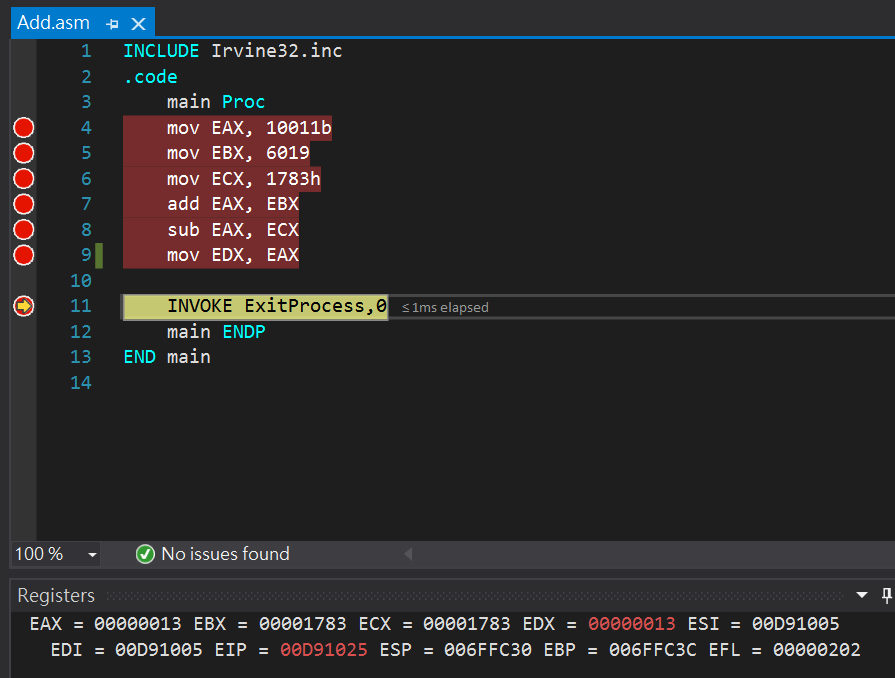 Add.asm
1 INCLUDE Irvine32.inc
2 .code
3 main Proc
4 mov EAX, 10011b
5 mov EBX, 6019
6 mov ECX, 1783h
7 add EAX, EBX
8 sub EAX, ECX
9 mov EDX, EAX
10
11 INVOKE ExitProcess,0 ≤1ms elapsed
12 main ENDP
13 END main
14
100 % No issues found
Registers
EAX = 00000013 EBX = 00001783 ECX = 00001783 EDX = 00000013 ESI = 00D91005
EDI = 00D91005 EIP = 00D91025 ESP = 006FFC30 EBP = 006FFC3C EFL = 00000202